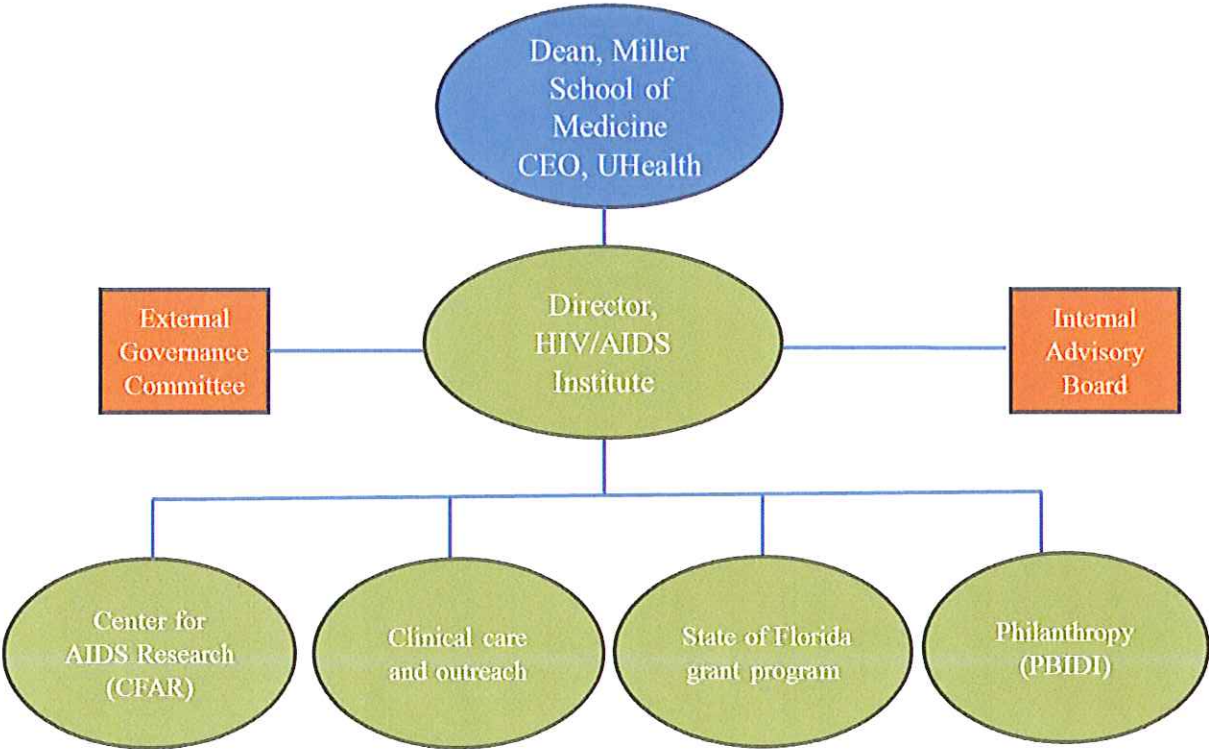 Dean, Miller
School of
Medicine
CEO, UHealth
External
Governance
Committee
Director,
HIV/AIDS
Institute
Internal
Advisory
Board
Center for
AIDS Research
(CFAR)
Clinical care
and outreach
State of Florida
grant program
Philanthropy
(PBIDI)